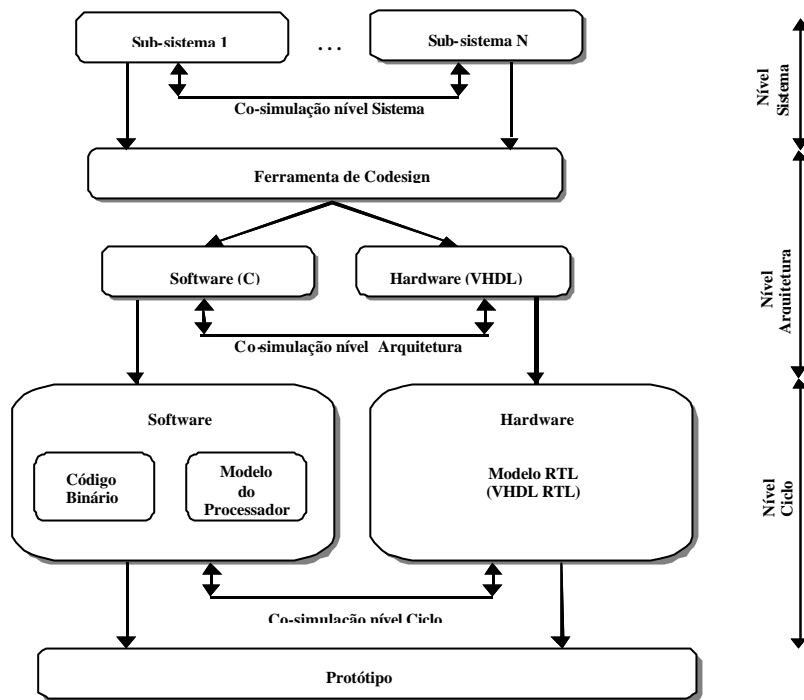 Sub-sistema 1
...
Sub-sistema N
Co-simulação nível Sistema
Nível
Sistema
Ferramenta de Codesign
Software (C)
Hardware (VHDL)
Co-simulação nível Arquitetura
Nível
Arquitetura
Software
Hardware
Código
Binário
Modelo
do
Processador
Modelo RTL
(VHDL RTL)
Nível
Ciclo
Co-simulação nível Ciclo
Protótipo